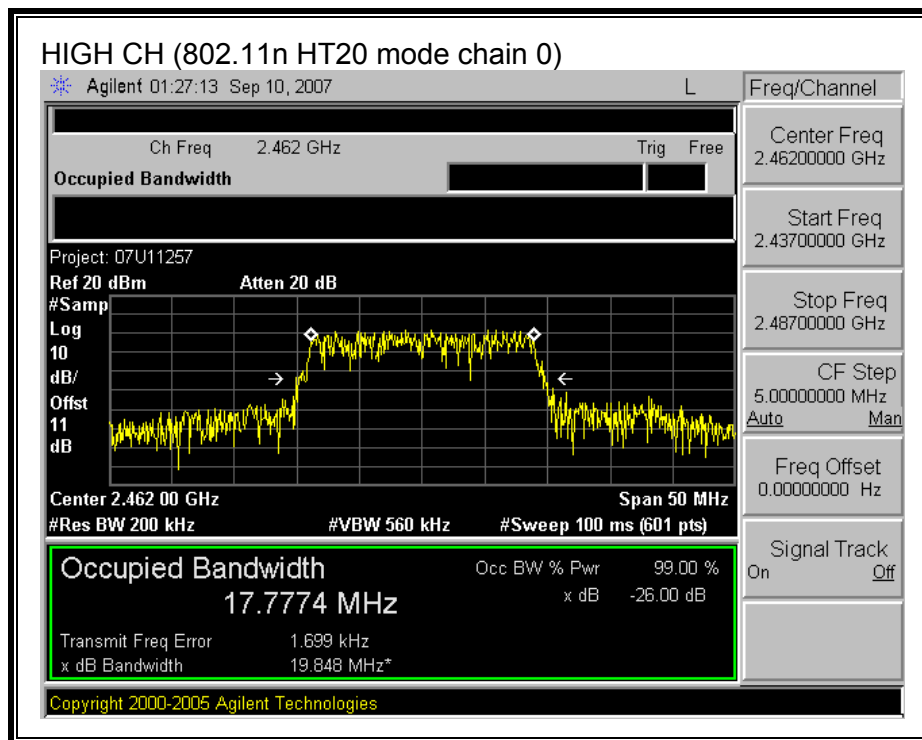 HIGH CH (802.11n HT20 mode chain 0)
Agilent 01:27:13 Sep 10, 2007 L
Freq/Channel
Ch Freq 2.462 GHz Trig Free
Occupied Bandwidth
Center Freq
2.46200000 GHz
Start Freq
2.43700000 GHz
Stop Freq
2.48700000 GHz
CF Step
5.00000000 MHz
Auto Man
Freq Offset
0.00000000 Hz
Signal Track
On Off
Project: 07U11257
Ref 20 dBm Atten 20 dB
#Samp
Log
10
dB/
Offst
11
dB
Center 2.462 00 GHz Span 50 MHz
#Res BW 200 kHz #VBW 560 kHz #Sweep 100 ms (601 pts)
Occupied Bandwidth
17.7774 MHz
Occ BW % Pwr 99.00 %
x dB -26.00 dB
Transmit Freq Error 1.699 kHz
x dB Bandwidth 19.848 MHz*
Copyright 2000-2005 Agilent Technologies